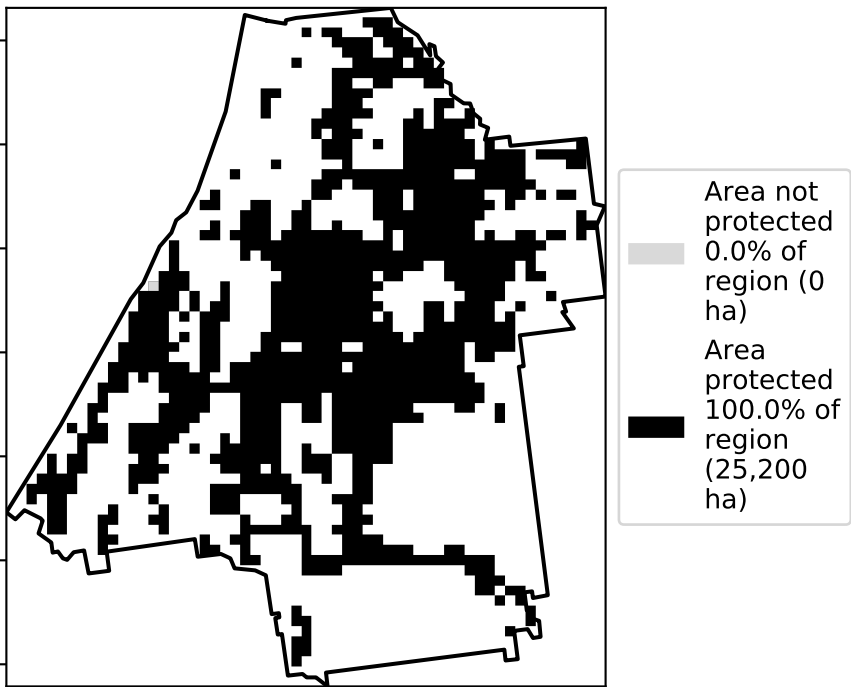 Area not
protected
0.0% of
region (0
ha)
Area
protected
100.0% of
region
(25,200
ha)